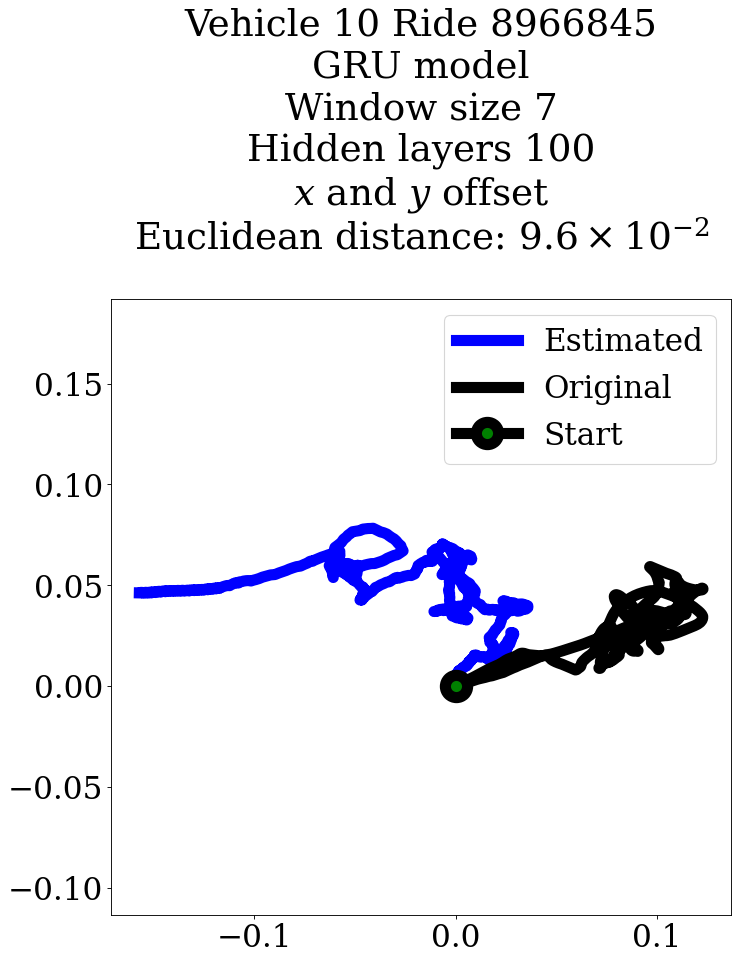 Vehicle 10 Ride 8966845
GRU model
Window size 7
Hidden layers 100
x and y offset
Euclidean distance: 9.6 × 10⁻²
Estimated
Original
Start
0.15
0.10
0.05
0.00
−0.05
−0.10
−0.1
0.0
0.1